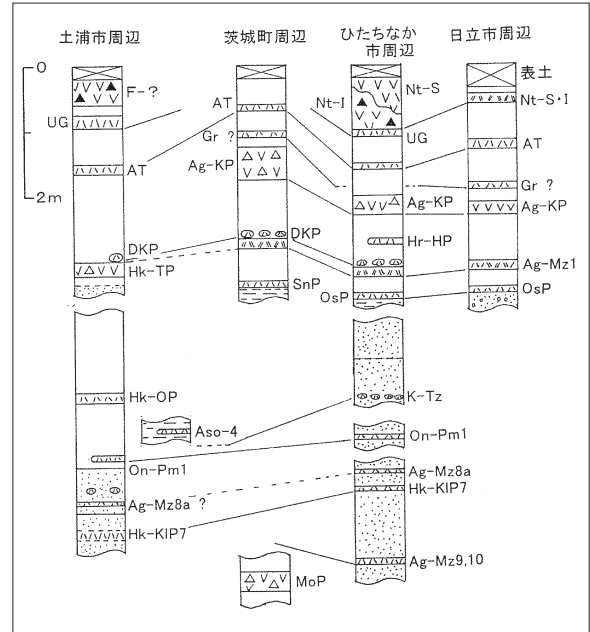 土浦市周辺
茨城町周辺
ひたちなか
市周辺
日立市周辺
0
2m
F-?
UG
AT
DKP
Hk-TP
Hk-OP
On-Pm1
Ag-Mz8a ?
Hk-KIP7
Aso-4
AT
Gr ?
Ag-KP
DKP
SnP
MoP
Nt-I
Nt-S
UG
Ag-KP
Hr-HP
OsP
K-Tz
On-Pm1
Ag-Mz8a
Hk-KIP7
Ag-Mz9,10
表土
Nt-S・I
AT
Gr ?
Ag-KP
Ag-Mz1
OsP